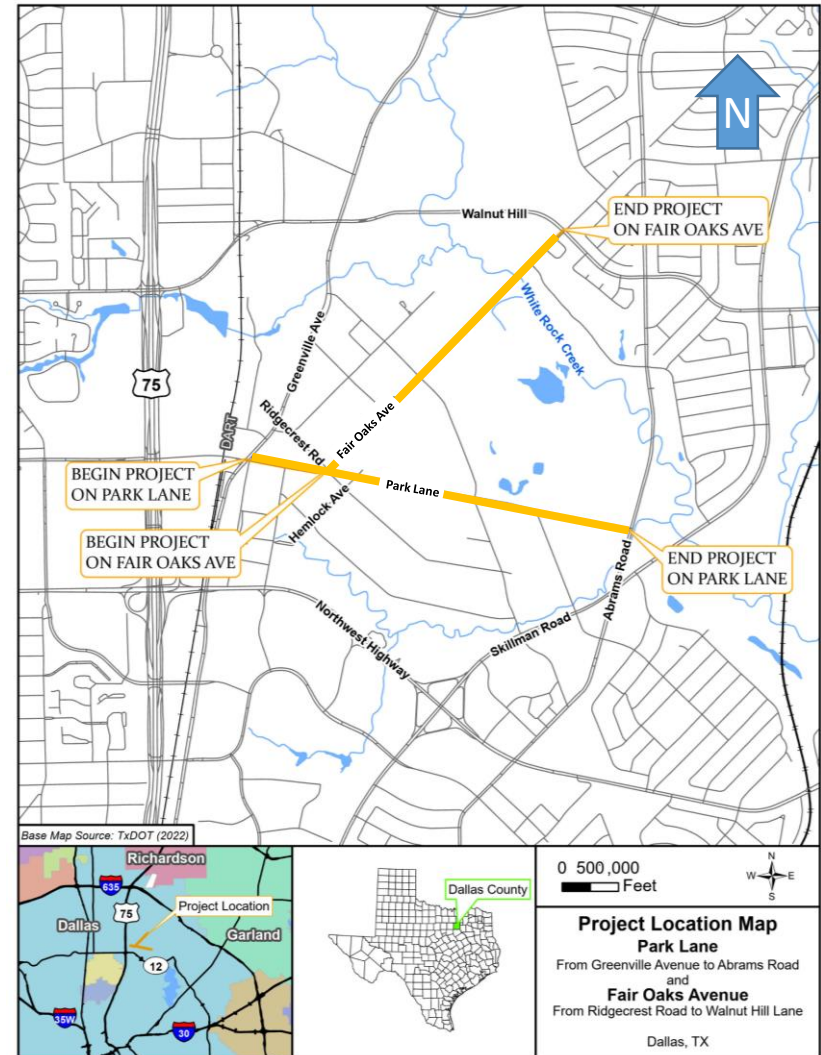 N
Walnut Hill
END PROJECT
ON FAIR OAKS AVE
White Rock Creek
Greenville Ave
75
DART
Ridgecrest Rd
Fair Oaks Ave
BEGIN PROJECT
ON PARK LANE
Park Lane
Hemlock Ave
BEGIN PROJECT
ON FAIR OAKS AVE
END PROJECT
ON PARK LANE
Abrams Road
Northwest Highway
Skillman Road
Base Map Source: TxDOT (2022)
Richardson
635
75
Project Location
Dallas
Garland
12
35W
30
Dallas County
0 500,000
Feet
N
W E
S
Project Location Map
Park Lane
From Greenville Avenue to Abrams Road
and
Fair Oaks Avenue
From Ridgecrest Road to Walnut Hill Lane
Dallas, TX